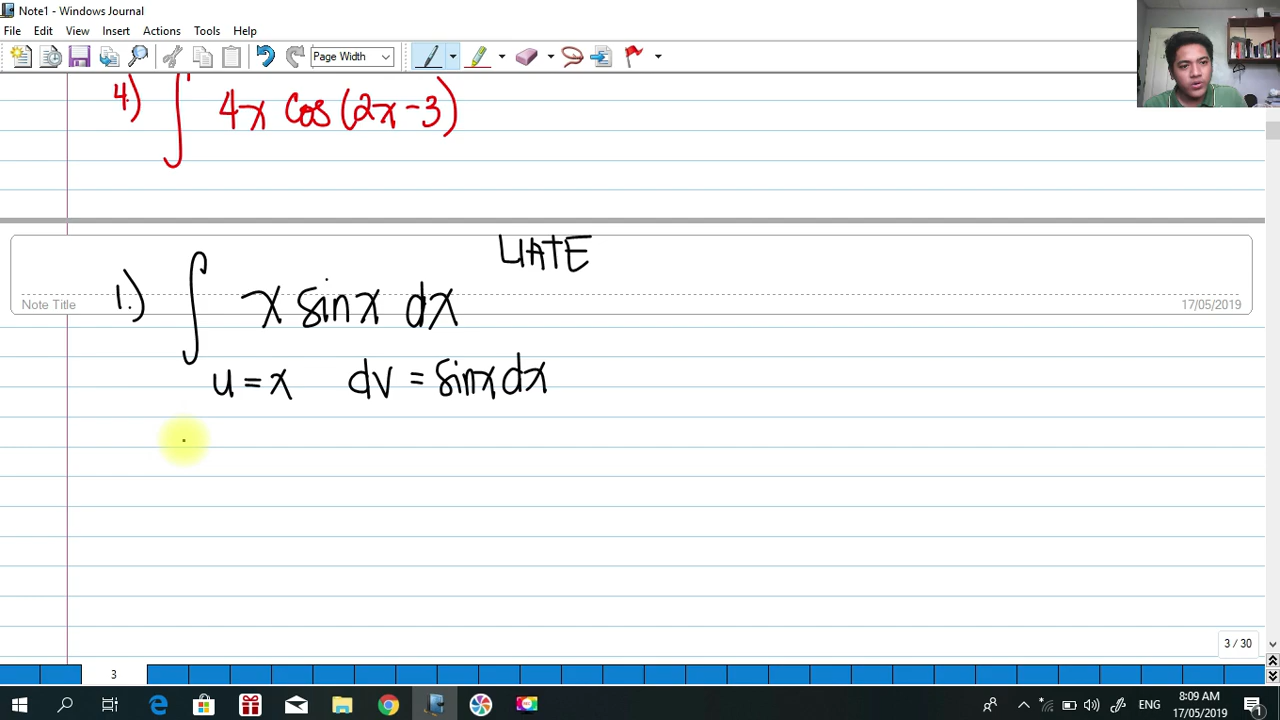 Note1 - Windows Journal
File Edit View Insert Actions Tools Help
Page Width
4.) ∫ 4x cos(2x-3)
LIATE
1.) ∫ x sinx dx
Note Title
17/05/2019
u = x dv = sinx dx
3 / 30
3
ENG
8:09 AM
17/05/2019